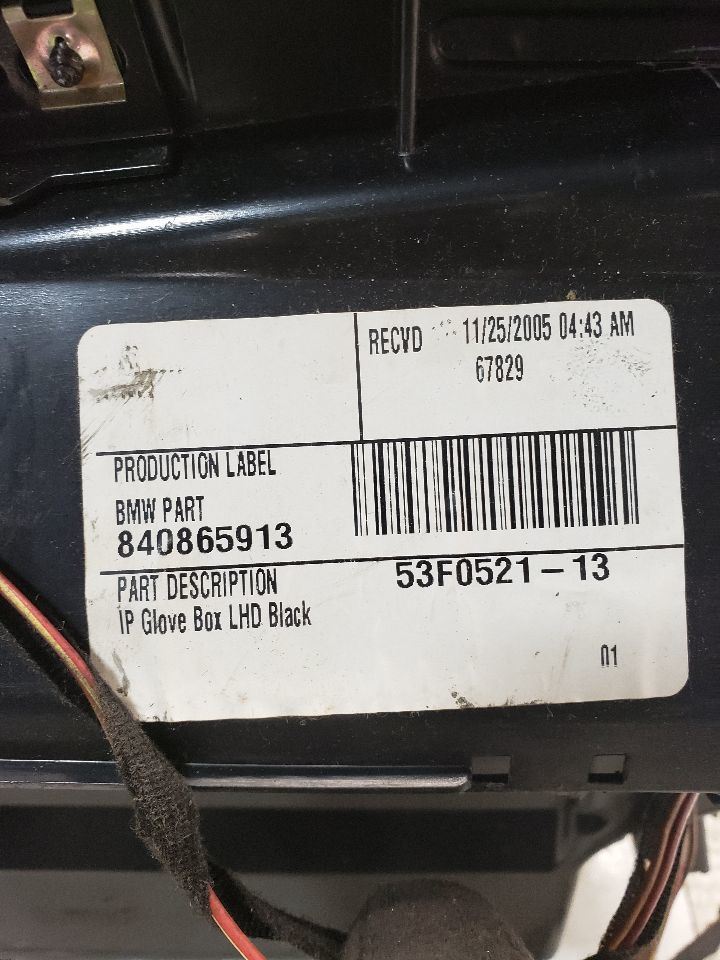 RECVD 11/25/2005 04:43 AM
67829
PRODUCTION LABEL
BMW PART
840865913
PART DESCRIPTION
IP Glove Box LHD Black
53F0521-13
01